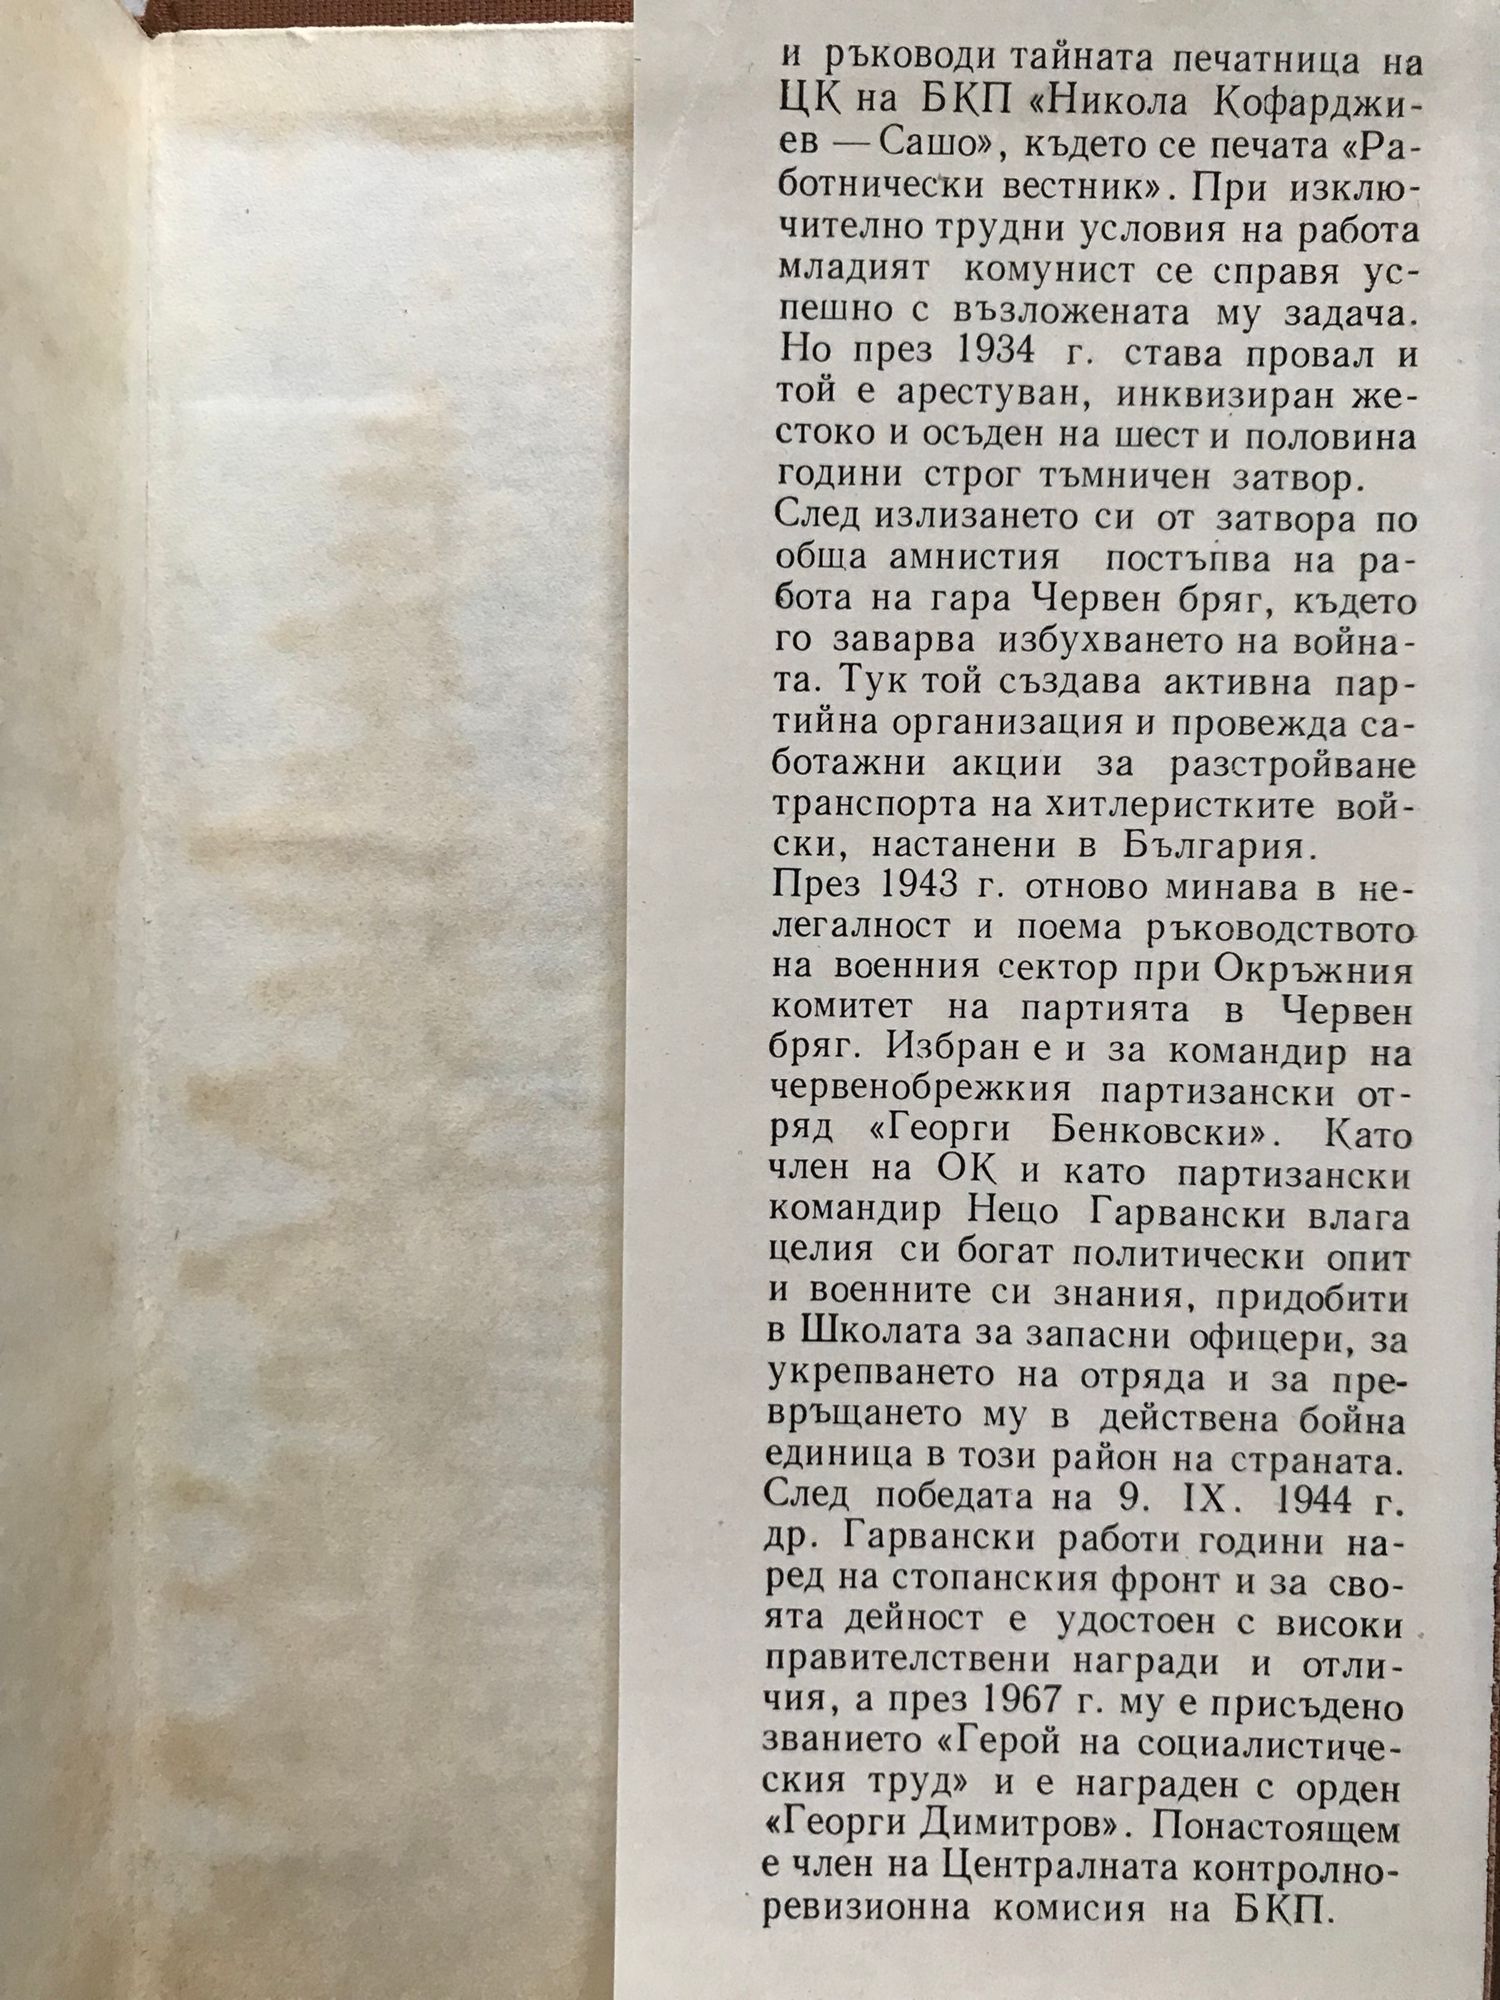 и ръководи тайната печатница на
ЦК на БКП «Никола Кофарджи-
ев — Сашо», където се печата «Ра-
ботнически вестник». При изклю-
чително трудни условия на работа
младият комунист се справя ус-
пешно с възложената му задача.
Но през 1934 г. става провал и
той е арестуван, инквизиран же-
стоко и осъден на шест и половина
години строг тъмничен затвор.
След излизането си от затвора по
обща амнистия постъпва на ра-
бота на гара Червен бряг, където
го заварва избухването на война-
та. Тук той създава активна пар-
тийна организация и провежда са-
ботажни акции за разстройване
транспорта на хитлеристките вой-
ски, настанени в България.
През 1943 г. отново минава в не-
легалност и поема ръководството
на военния сектор при Окръжния
комитет на партията в Червен
бряг. Избран е и за командир на
червенобрежкия партизански от-
ряд «Георги Бенковски». Като
член на ОК и като партизански
командир Нецо Гарвански влага
целия си богат политически опит
и военните си знания, придобити
в Школата за запасни офицери, за
укрепването на отряда и за пре-
връщането му в действена бойна
единица в този район на страната.
След победата на 9. IX. 1944 г.
др. Гарвански работи години на-
ред на стопанския фронт и за сво-
ята дейност е удостоен с високи
правителствени награди и отли-
чия, а през 1967 г. му е присъдено
званието «Герой на социалистиче-
ския труд» и е награден с орден
«Георги Димитров». Понастоящем
е член на Централната контролно-
ревизионна комисия на БКП.